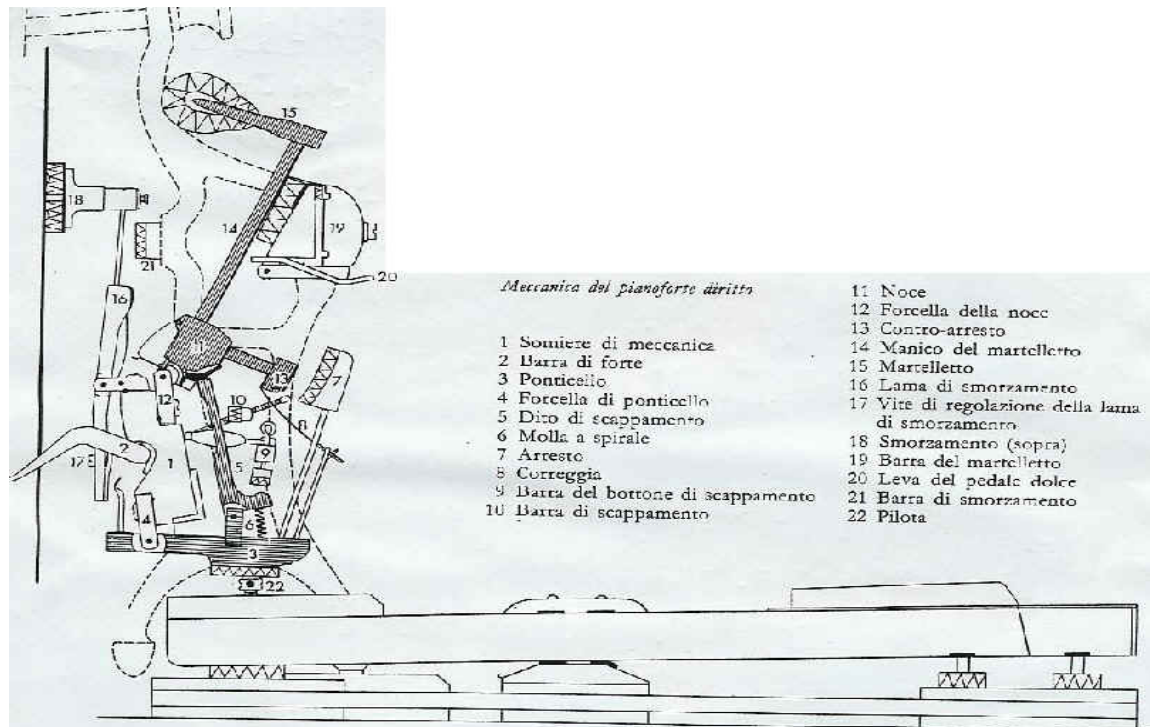 Meccanica del pianoforte diritto
1 Somiere di meccanica
2 Barra di forte
3 Ponticello
4 Forcella di ponticello
5 Dito di scappamento
6 Molla a spirale
7 Arresto
8 Correggia
9 Barra del bottone di scappamento
10 Barra di scappamento
11 Noce
12 Forcella della noce
13 Contro-arresto
14 Manico del martelletto
15 Martelletto
16 Lama di smorzamento
17 Vite di regolazione della lama
di smorzamento
18 Smorzamento (sopra)
19 Barra del martelletto
20 Leva del pedale dolce
21 Barra di smorzamento
22 Pilota
15
18
14
19
21
20
16
11
13
7
12
10
8
2
9
17
1
5
4
6
3
22